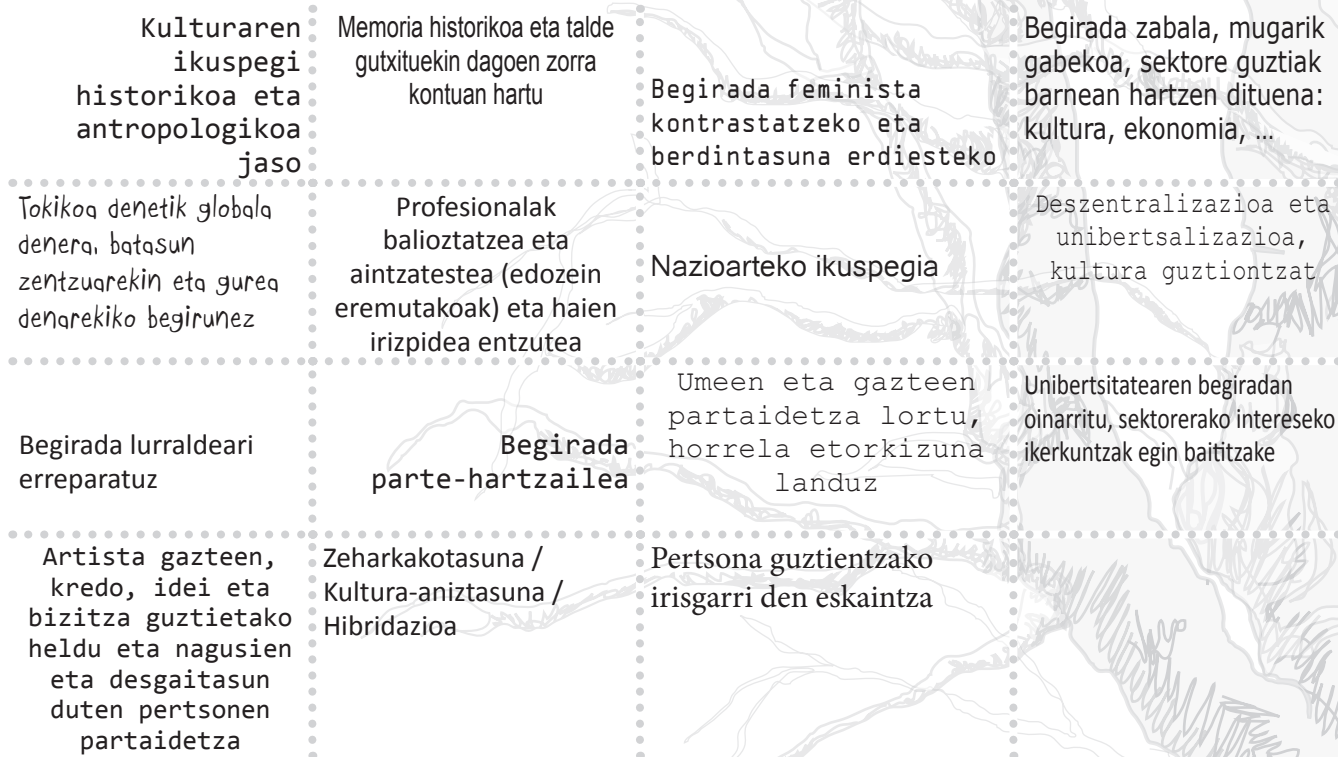 Kulturaren
ikuspegi
historikoa eta
antropologikoa
jaso
Memoria historikoa eta talde
gutxituekin dagoen zorra
kontuan hartu
Begirada feminista
kontrastatzeko eta
berdintasuna erdiesteko
Begirada zabala, mugarik
gabekoa, sektore guztiak
barnean hartzen dituena:
kultura, ekonomia, ...
Tokikoa denetik globala
denera, batasun
zentzuarekin eta gurea
denarekiko begirunez
Profesionalak
balioztatzea eta
aintzatestea (edozein
eremutakoak) eta haien
irizpidea entzutea
Nazioarteko ikuspegia
Deszentralizazioa eta
unibertsalizazioa,
kultura guztiontzat
Begirada lurraldeari
erreparatuz
Begirada
parte-hartzailea
Umeen eta gazteen
partaidetza lortu,
horrela etorkizuna
landuz
Unibertsitatearen begiradan
oinarritu, sektorerako intereseko
ikerkuntzak egin baititzake
Artista gazteen,
kredo, idei eta
bizitza guztietako
heldu eta nagusien
eta desgaitasun
duten pertsonen
partaidetza
Zeharkakotasuna /
Kultura-aniztasuna /
Hibridazioa
Pertsona guztientzako
irisgarri den eskaintza